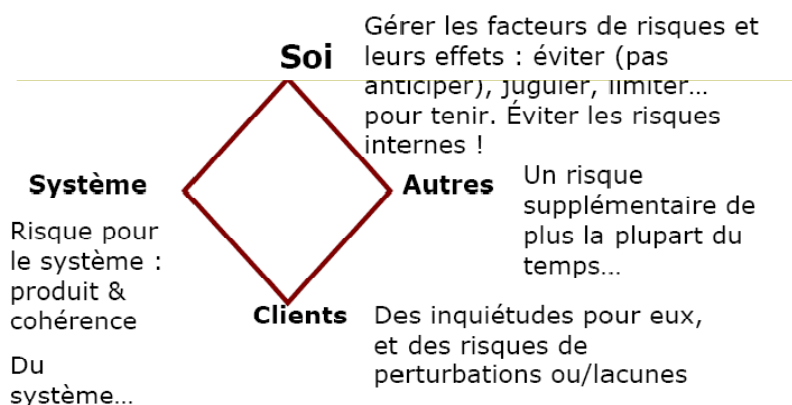 Soi
Gérer les facteurs de risques et
leurs effets : éviter (pas
anticiper), juguler, limiter…
pour tenir. Éviter les risques
internes !
Système
Risque pour
le système :
produit &
cohérence
Du
système…
Autres
Un risque
supplémentaire de
plus la plupart du
temps…
Clients
Des inquiétudes pour eux,
et des risques de
perturbations ou/lacunes